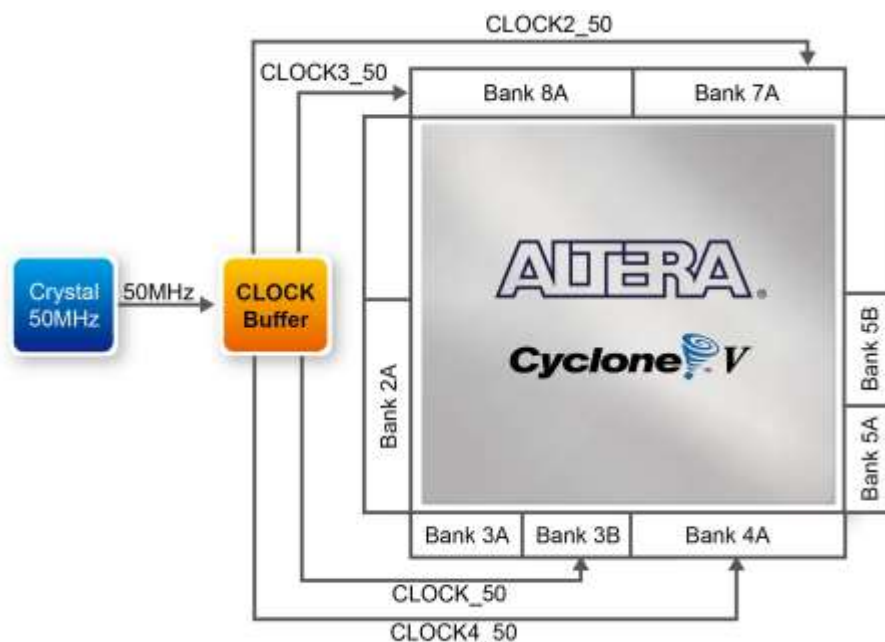 CLOCK2_50
CLOCK3_50
Bank 8A
Bank 7A
Crystal
50MHz
50MHz
CLOCK
Buffer
ALTERA®
Cyclone V
Bank 2A
Bank 5B
Bank 5A
Bank 3A
Bank 3B
Bank 4A
CLOCK_50
CLOCK4_50